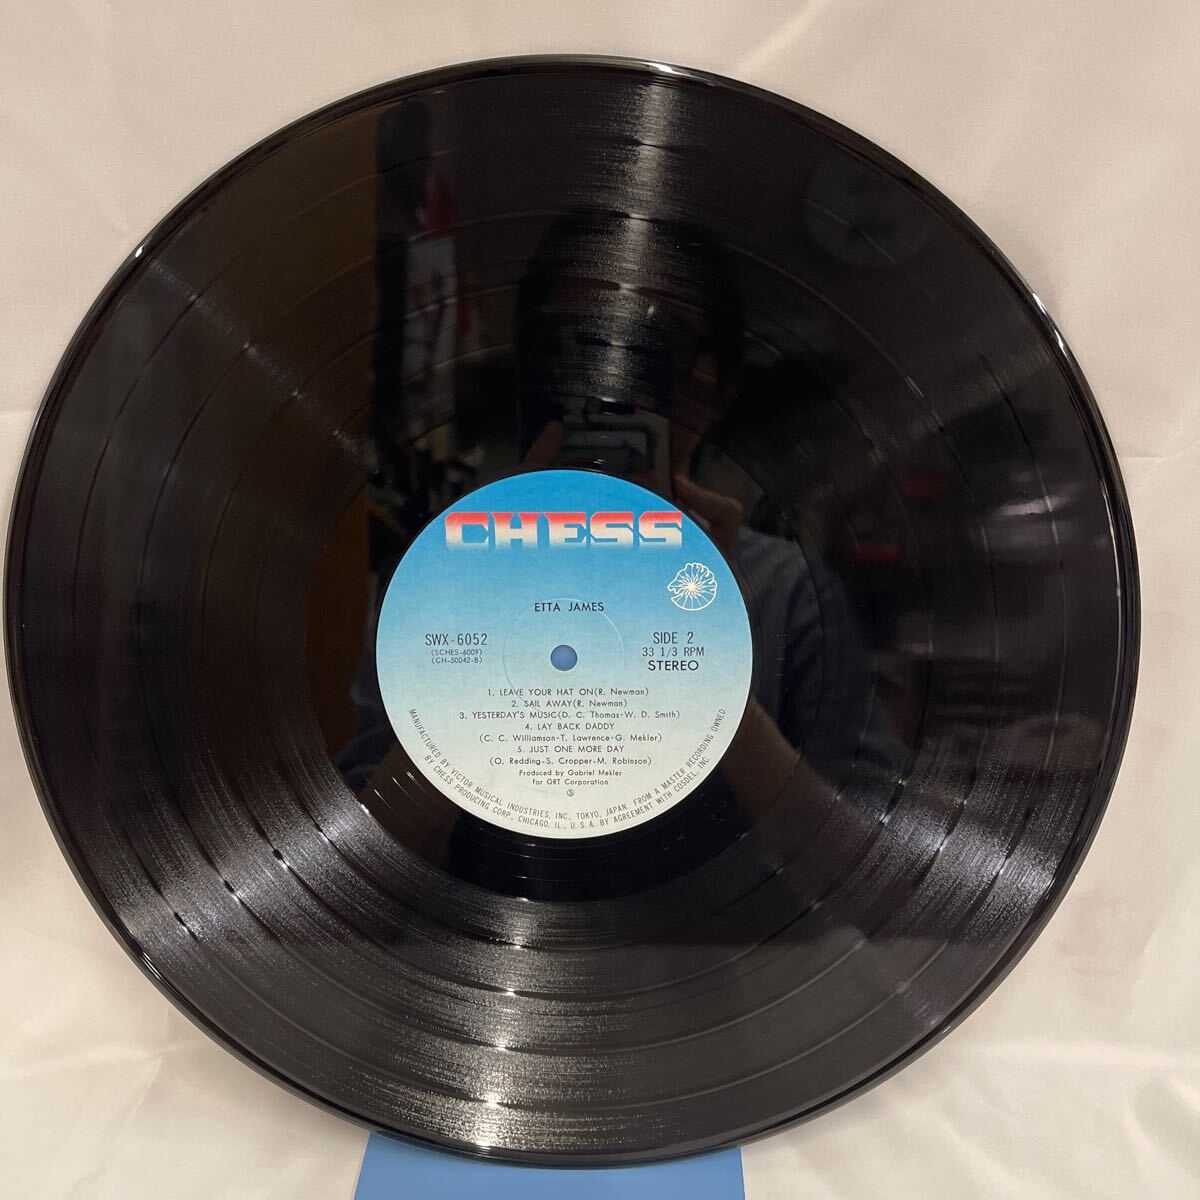 CHESS
ETTA JAMES
SWX-6052
(SCHES-6009)
(CH-50042-B)
SIDE 2
33 1/3 RPM
STEREO
1. LEAVE YOUR HAT ON(R. Newman)
2. SAIL AWAY(R. Newman)
3. YESTERDAY'S MUSIC(D. C. Thomas-W. D. Smith)
4. LAY BACK DADDY
(C. C. Williamson-T. Lawrence-G. Mekler)
5. JUST ONE MORE DAY
(O. Redding-S. Cropper-M. Robinson)
Produced by Gabriel Mekler
for GRT Corporation
MANUFACTURED BY VICTOR MUSICAL INDUSTRIES, INC., TOKYO, JAPAN. FROM A MASTER RECORDING OWNED
BY CHESS PRODUCING CORP., CHICAGO, IL., U.S.A. BY AGREEMENT WITH COSDEL, INC